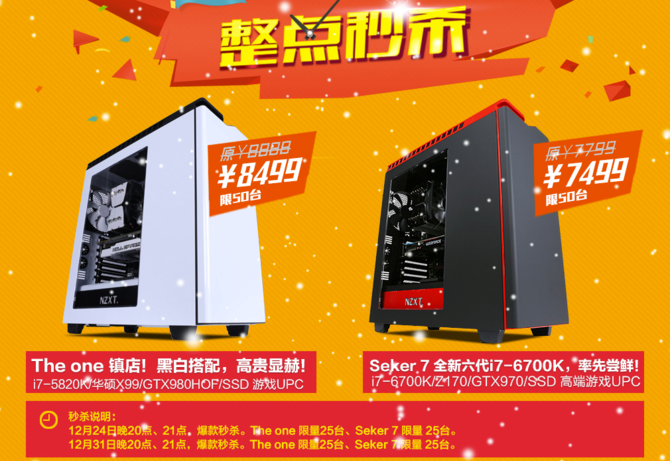 整点秒杀
原¥8888
¥8499
限50台
原¥7799
¥7499
限50台
NZXT
NZXT
The one 镇店！黑白搭配，高贵显赫！
i7-5820K/华硕X99/GTX980HOF/SSD 游戏UPC
Seker 7 全新六代i7-6700K，率先尝鲜！
i7-6700K/Z170/GTX970/SSD 高端游戏UPC
秒杀说明：
12月24日晚20点、21点，爆款秒杀。The one 限量25台、Seker 7 限量 25台。
12月31日晚20点、21点，爆款秒杀。The one 限量25台、Seker 7 限量 25台。